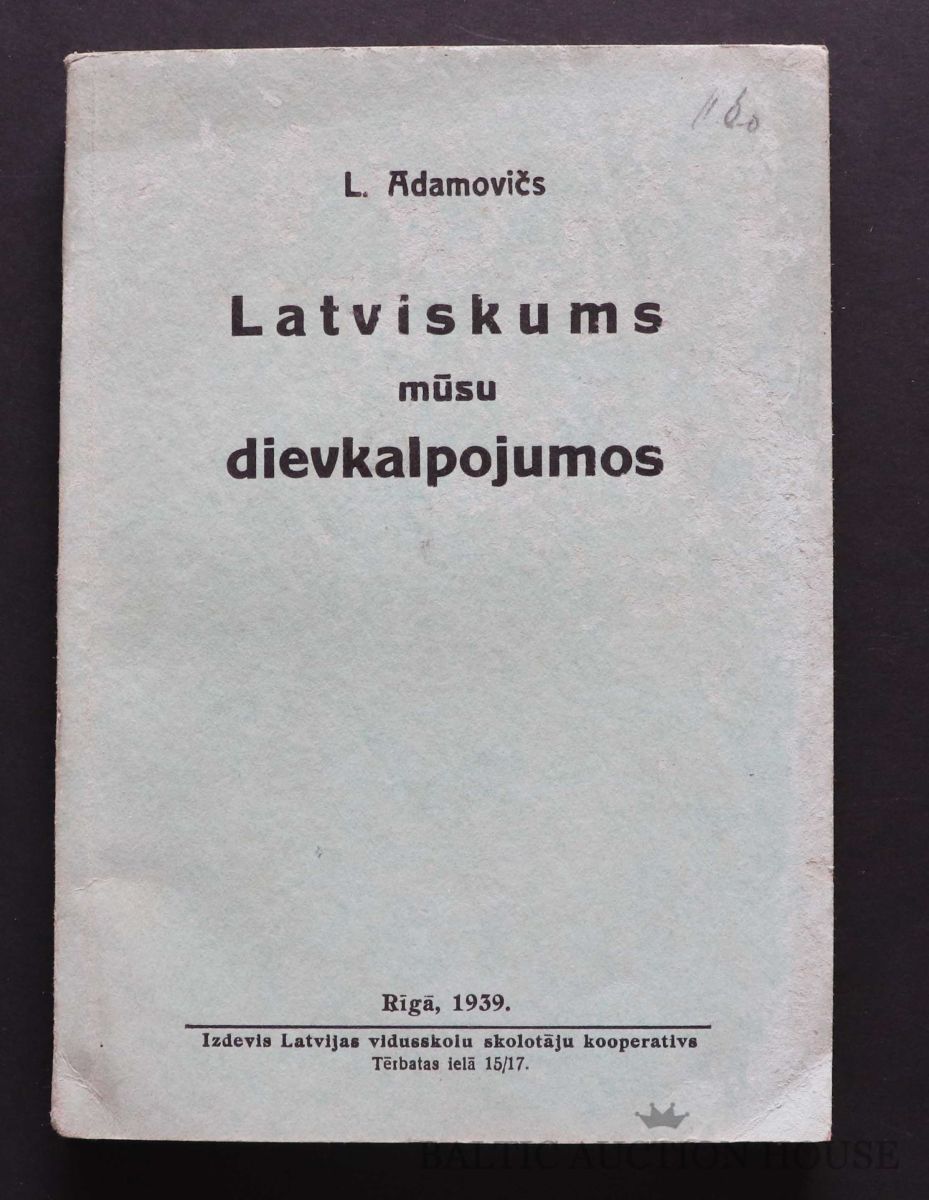 L. Adamovičs
Latviskums
mūsu
dievkalpojumos
Rīgā, 1939.
Izdevis Latvijas vidusskolu skolotāju kooperatīvs
Tērbatas ielā 15/17.
BALTIC AUCTION HOUSE